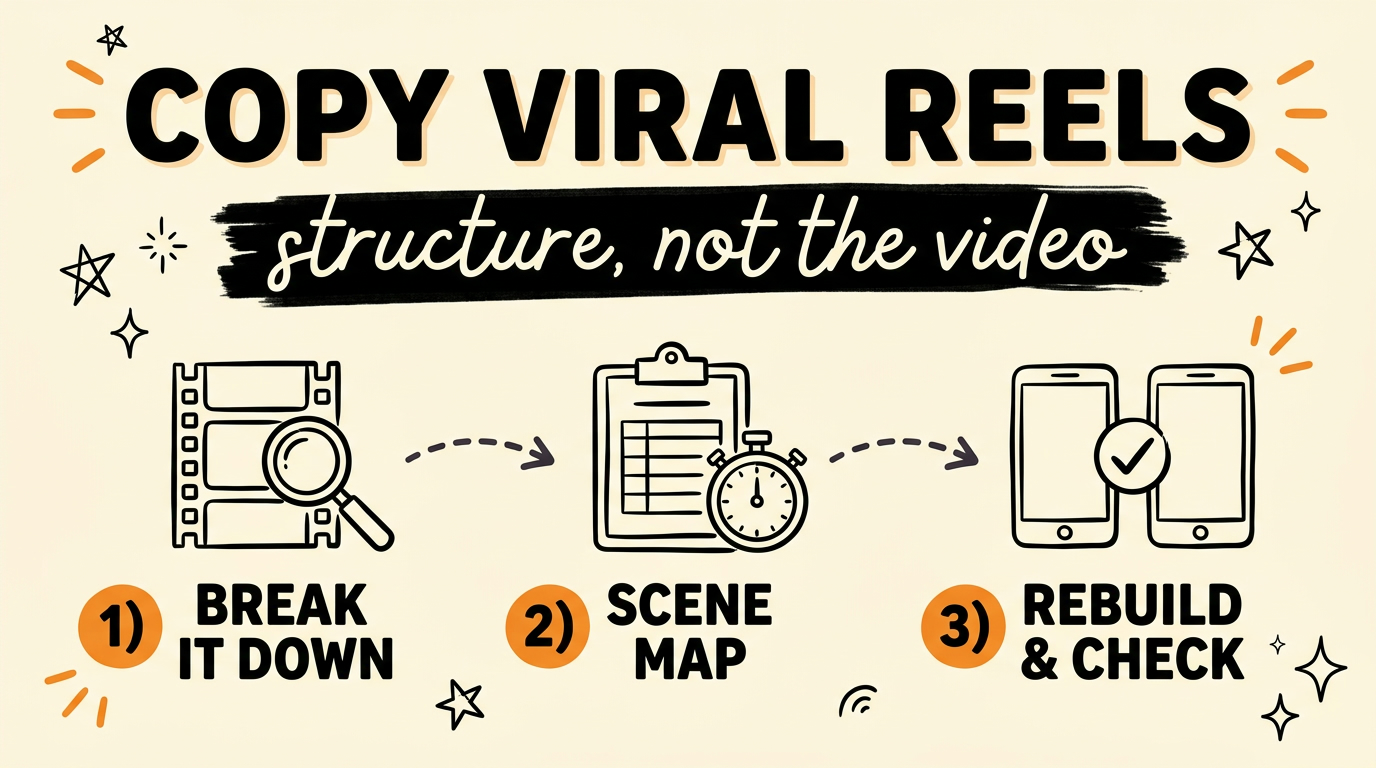 COPY VIRAL REELS
structure, not the video
1) BREAK
IT DOWN
2) SCENE
MAP
3) REBUILD
& CHECK